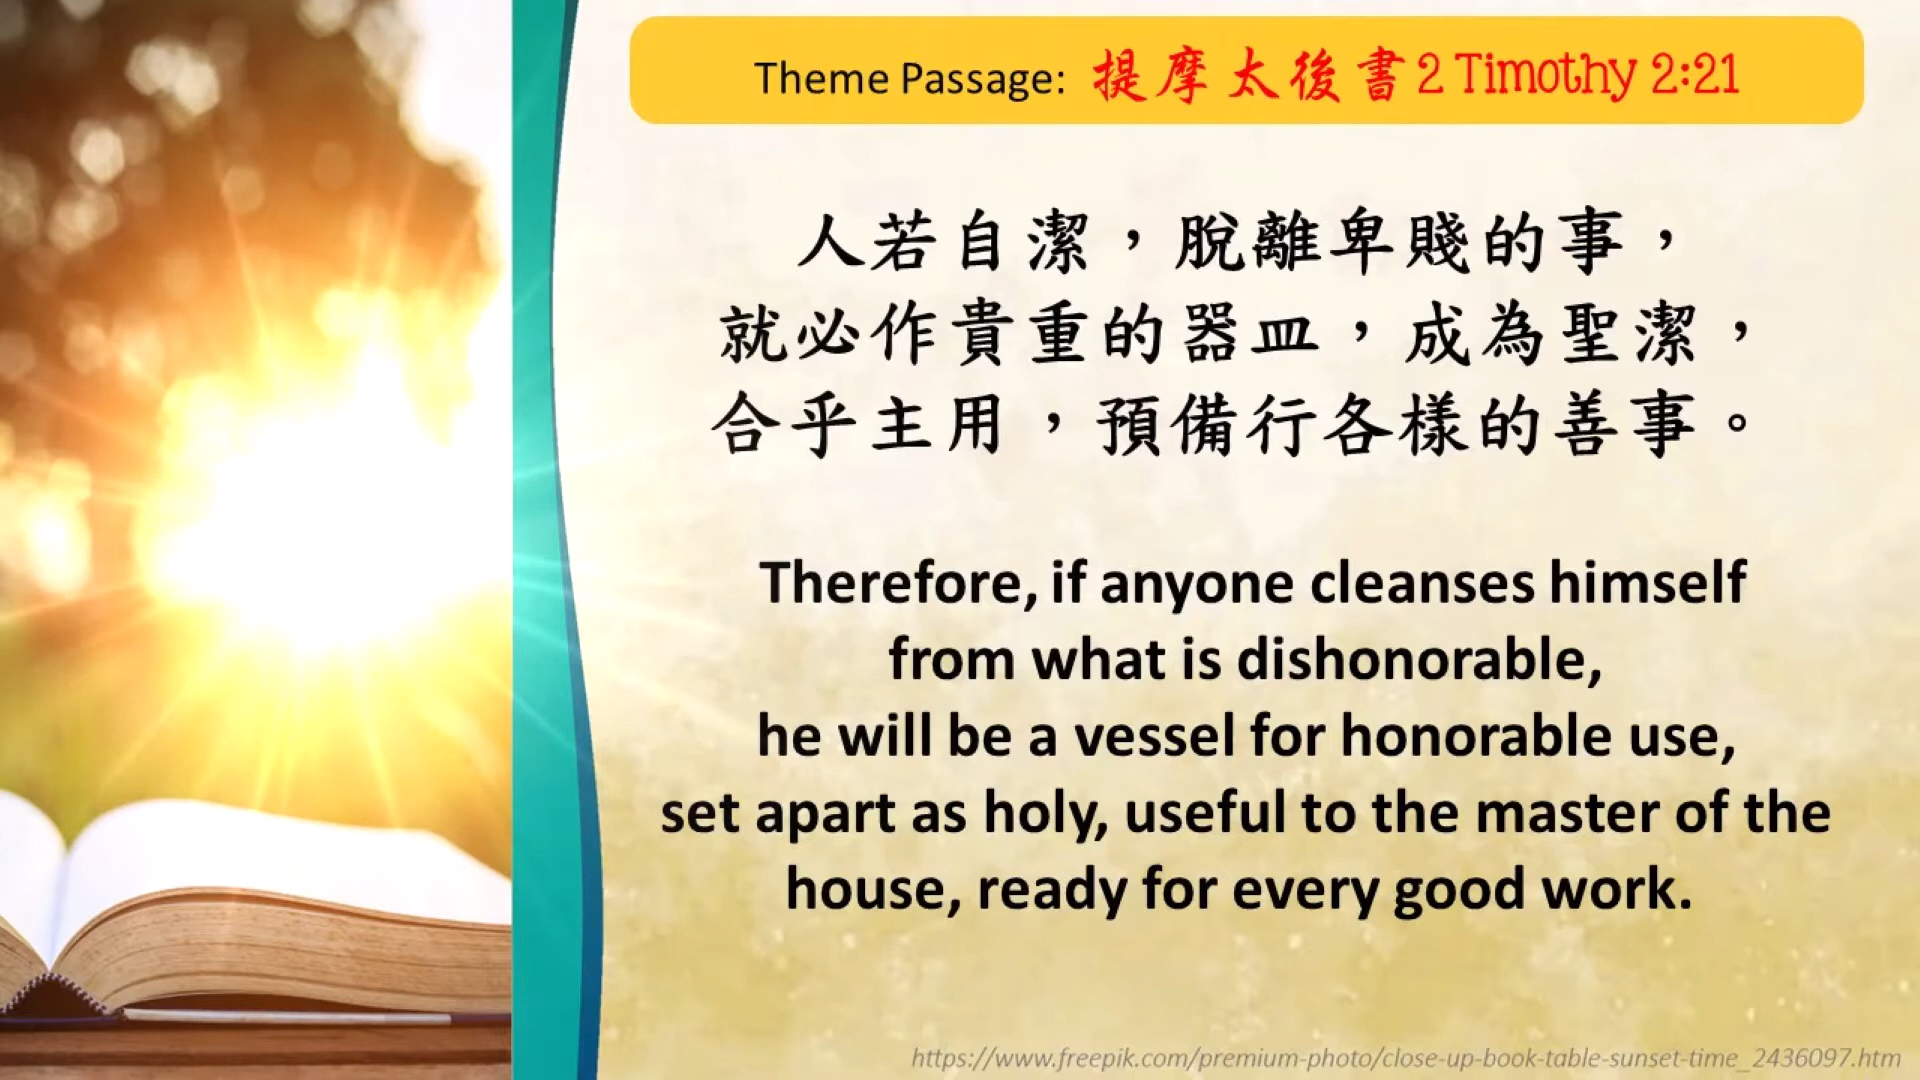 Theme Passage: 提摩太後書 2 Timothy 2:21
人若自潔，脫離卑賤的事，
就必作貴重的器皿，成為聖潔，
合乎主用，預備行各樣的善事。
Therefore, if anyone cleanses himself
from what is dishonorable,
he will be a vessel for honorable use,
set apart as holy, useful to the master of the
house, ready for every good work.
https://www.freepik.com/premium-photo/close-up-book-table-sunset-time_2436097.htm